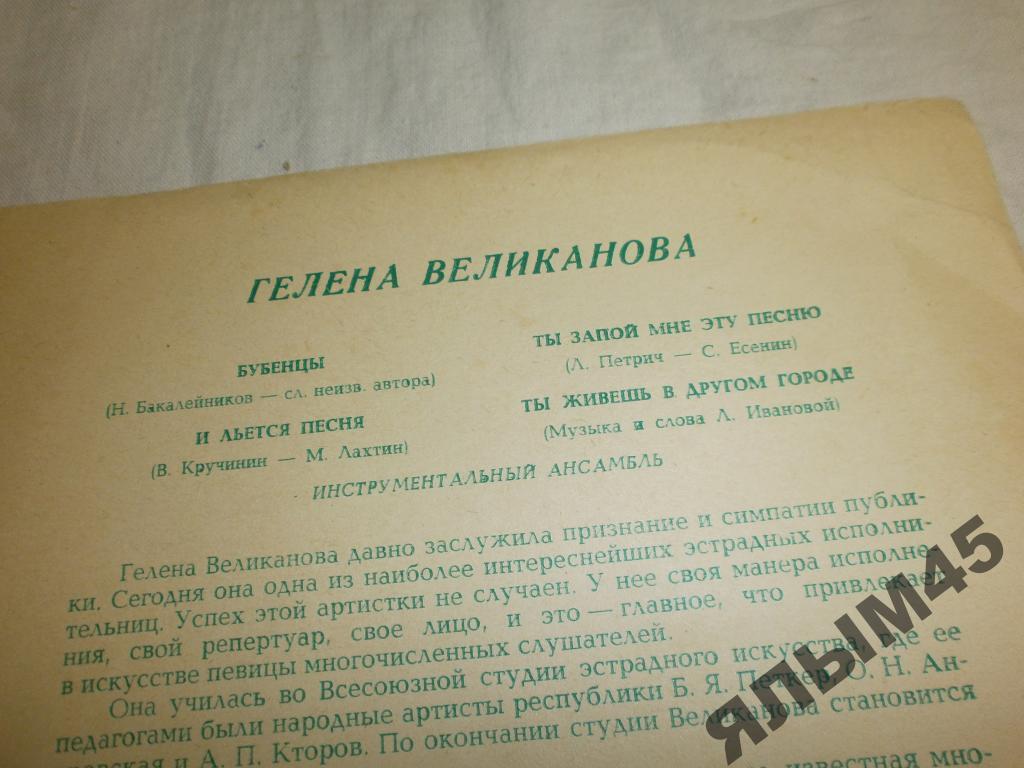 ГЕЛЕНА ВЕЛИКАНОВА
БУБЕНЦЫ
(Н. Бакалейников — сл. неизв. автора)
И ЛЬЕТСЯ ПЕСНЯ
(В. Кручинин — М. Лахтин)
ТЫ ЗАПОЙ МНЕ ЭТУ ПЕСНЮ
(Л. Петрич — С. Есенин)
ТЫ ЖИВЕШЬ В ДРУГОМ ГОРОДЕ
(Музыка и слова Л. Ивановой)
ИНСТРУМЕНТАЛЬНЫЙ АНСАМБЛЬ
Гелена Великанова давно заслужила признание и симпатии публи-
ки. Сегодня она одна из наиболее интереснейших эстрадных исполни-
тельниц. Успех этой артистки не случаен. У нее своя манера исполне-
ния, свой репертуар, свое лицо, и это — главное, что привлекает
в искусстве певицы многочисленных слушателей.
Она училась во Всесоюзной студии эстрадного искусства, где ее
педагогами были народные артисты республики Б. Я. Петкер, О. Н. Ан-
и А. П. Кторов. По окончании студии Великанова становится
известная мно-
ЯЛЫМ45